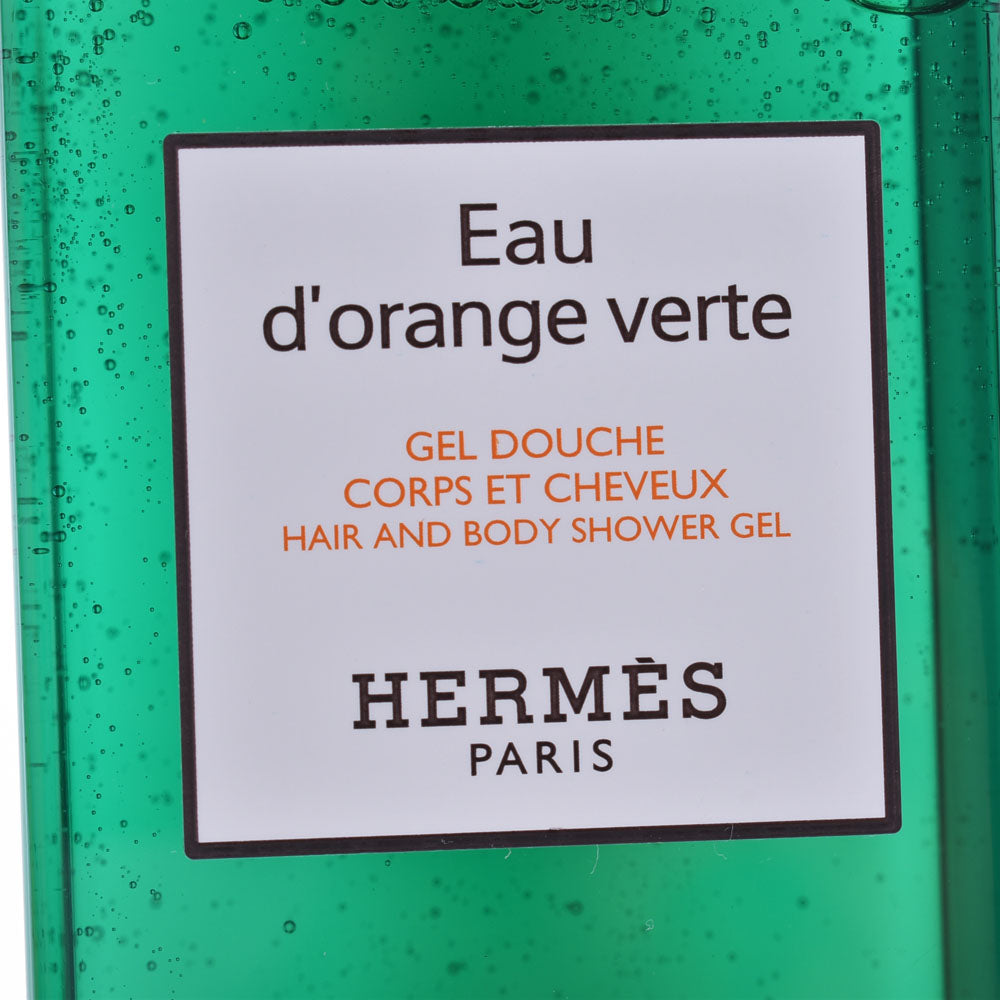 Eau
d'orange verte
GEL DOUCHE
CORPS ET CHEVEUX
HAIR AND BODY SHOWER GEL
HERMÈS
PARIS